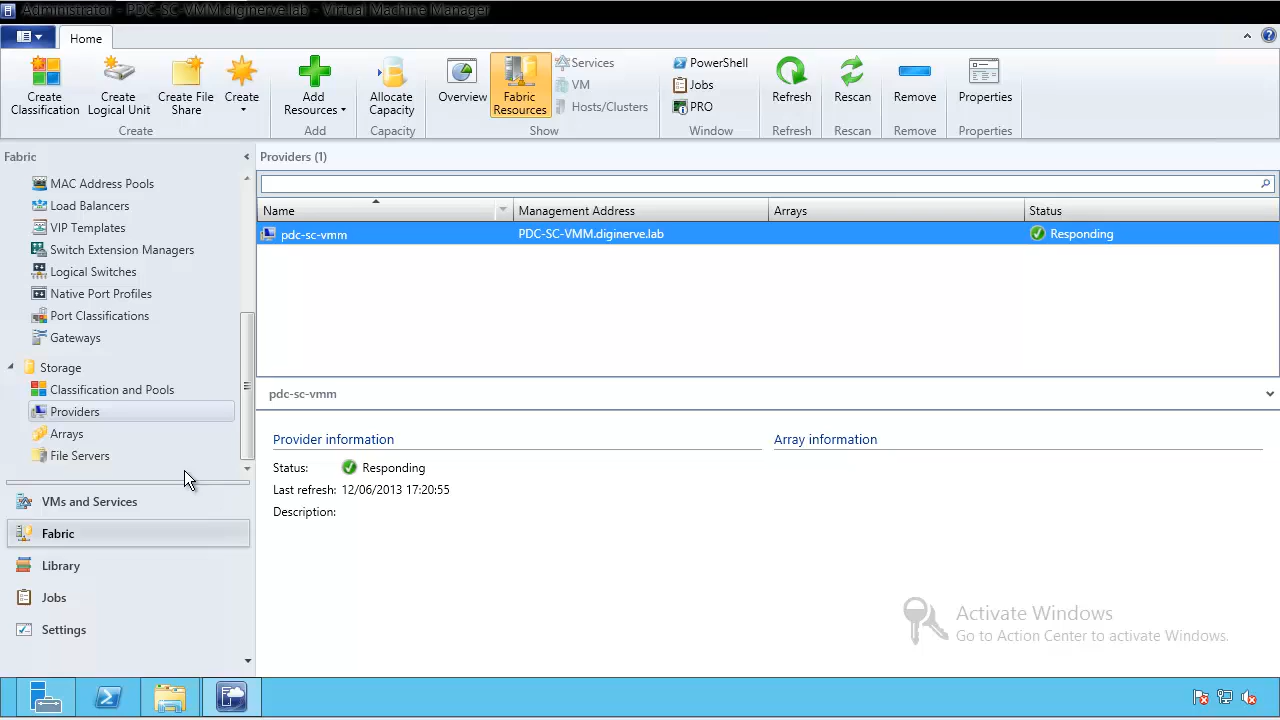 Administrator - PDC-SC-VMM.diginerve.lab - Virtual Machine Manager
Home
Create Classification
Create Logical Unit
Create File Share
Create
Add Resources
Allocate Capacity
Overview
Fabric Resources
Services
VM
Hosts/Clusters
PowerShell
Jobs
PRO
Refresh
Rescan
Remove
Properties
Create
Add
Capacity
Show
Window
Refresh
Rescan
Remove
Properties
Fabric
MAC Address Pools
Load Balancers
VIP Templates
Switch Extension Managers
Logical Switches
Native Port Profiles
Port Classifications
Gateways
Storage
Classification and Pools
Providers
Arrays
File Servers
VMs and Services
Fabric
Library
Jobs
Settings
Providers (1)
Name Management Address Arrays Status
pdc-sc-vmm PDC-SC-VMM.diginerve.lab Responding
pdc-sc-vmm
Provider information
Status: Responding
Last refresh: 12/06/2013 17:20:55
Description:
Array information
Activate Windows
Go to Action Center to activate Windows.